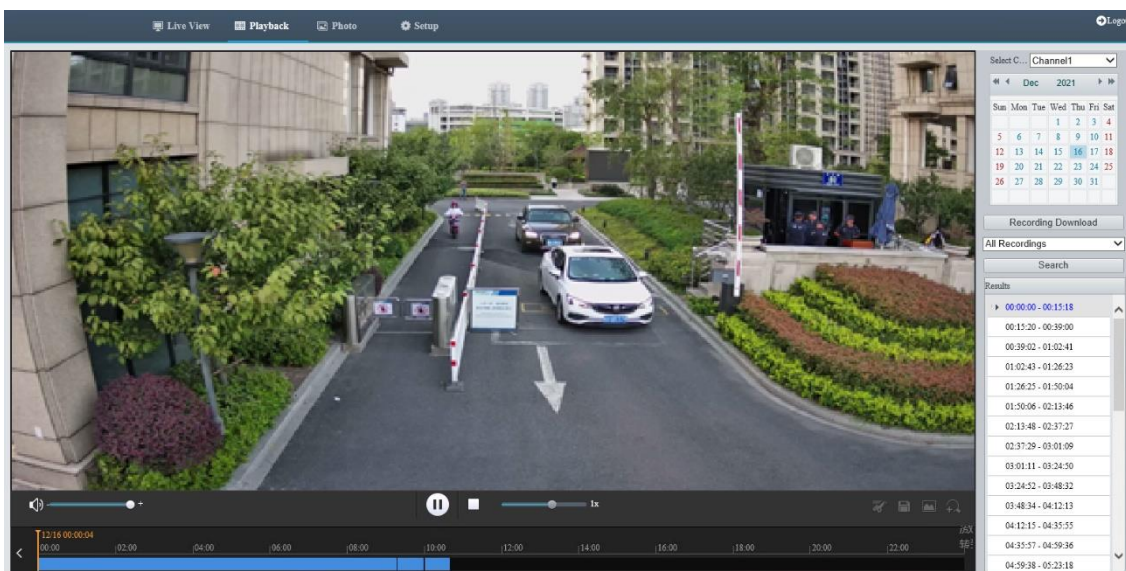 Live View Playback Photo Setup Logo
Select C... Channel1
Dec 2021
Sun Mon Tue Wed Thu Fri Sat
1 2 3 4
5 6 7 8 9 10 11
12 13 14 15 16 17 18
19 20 21 22 23 24 25
26 27 28 29 30 31
Recording Download
All Recordings
Search
Results
00:00:00 - 00:15:18
00:15:20 - 00:39:00
00:39:02 - 01:02:41
01:02:43 - 01:26:23
01:26:25 - 01:50:04
01:50:06 - 02:13:46
02:13:48 - 02:37:27
02:37:29 - 03:01:09
03:01:11 - 03:24:50
03:24:52 - 03:48:32
03:48:34 - 04:12:13
04:12:15 - 04:35:55
04:35:57 - 04:59:36
04:59:38 - 05:23:18
+ 1x
12/16 00:00:04
00:00 02:00 04:00 06:00 08:00 10:00 12:00 14:00 16:00 18:00 20:00 22:00